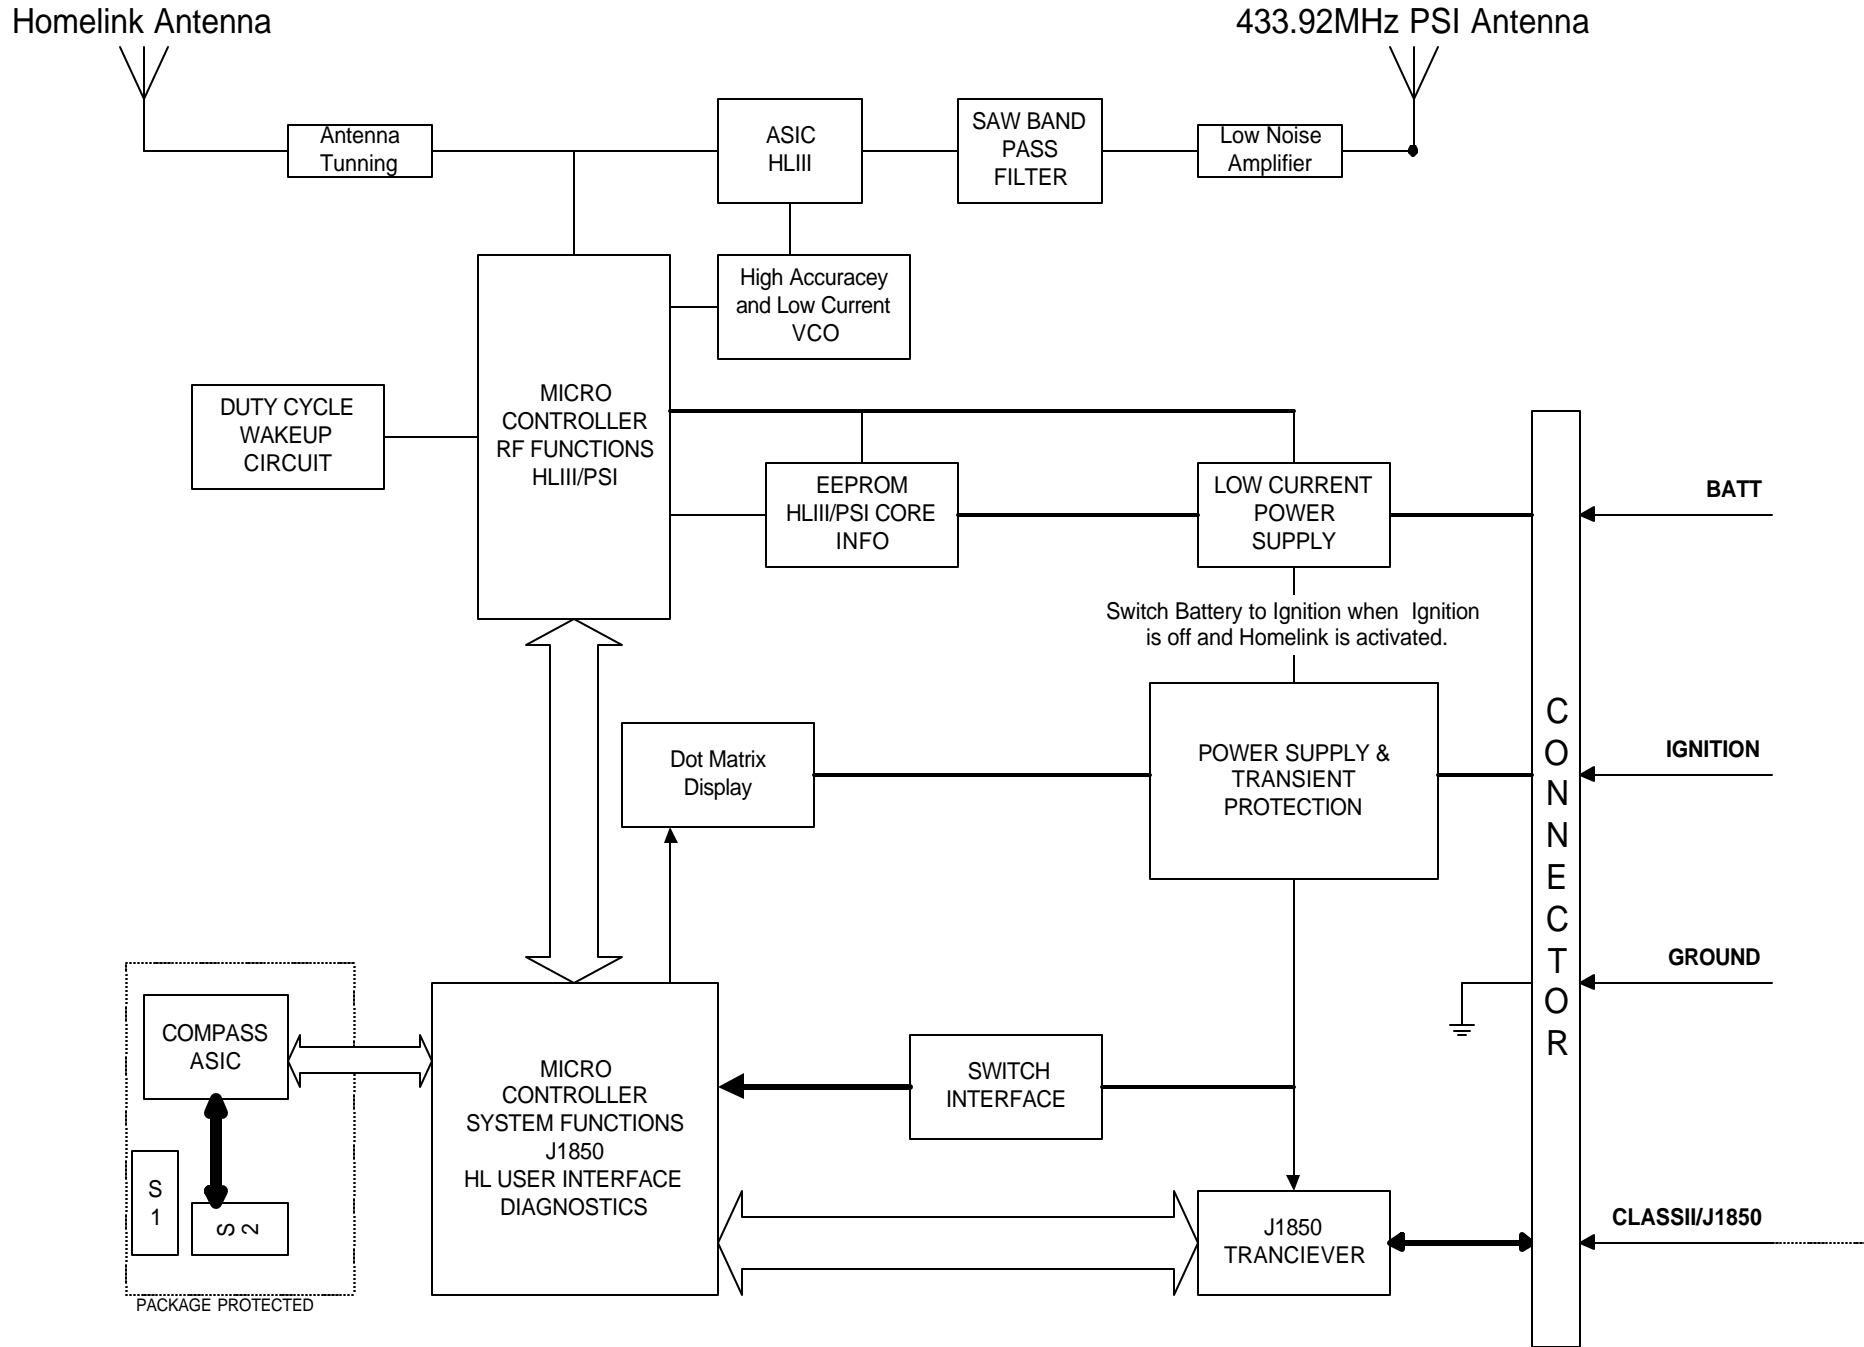 Homelink Antenna
433.92MHz PSI Antenna
Antenna
Tunning
ASIC
HLIII
SAW BAND
PASS
FILTER
Low Noise
Amplifier
High Accuracey
and Low Current
VCO
DUTY CYCLE
WAKEUP
CIRCUIT
MICRO
CONTROLLER
RF FUNCTIONS
HLIII/PSI
EEPROM
HLIII/PSI CORE
INFO
LOW CURRENT
POWER
SUPPLY
BATT
Switch Battery to Ignition when Ignition
is off and Homelink is activated.
CONNECTOR
Dot Matrix
Display
POWER SUPPLY &
TRANSIENT
PROTECTION
IGNITION
GROUND
COMPASS
ASIC
S
1
S 2
PACKAGE PROTECTED
MICRO
CONTROLLER
SYSTEM FUNCTIONS
J1850
HL USER INTERFACE
DIAGNOSTICS
SWITCH
INTERFACE
J1850
TRANCIEVER
CLASSII/J1850